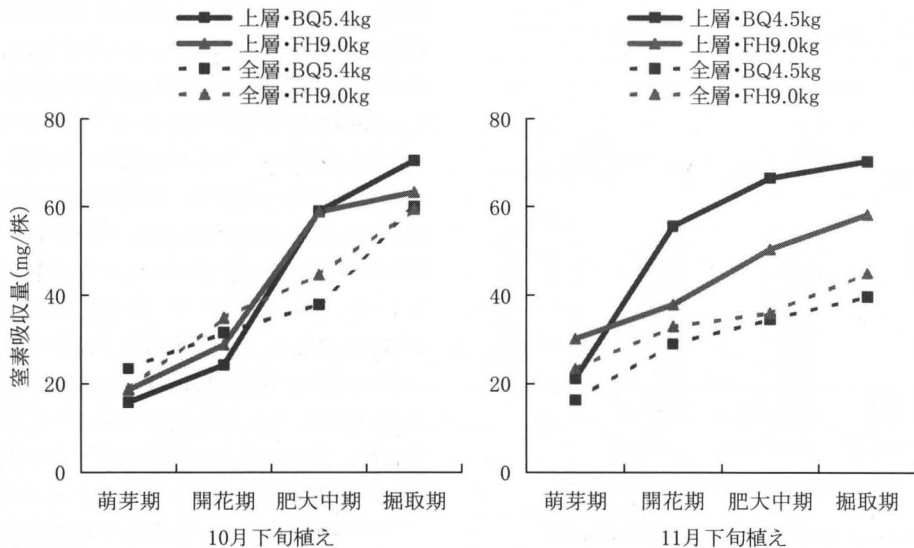 上層・BQ5.4kg
上層・FH9.0kg
全層・BQ5.4kg
全層・FH9.0kg
80
60
40
20
0
窒素吸収量(mg/株)
萌芽期 開花期 肥大中期 掘取期
10月下旬植え
上層・BQ4.5kg
上層・FH9.0kg
全層・BQ4.5kg
全層・FH9.0kg
80
60
40
20
0
萌芽期 開花期 肥大中期 掘取期
11月下旬植え